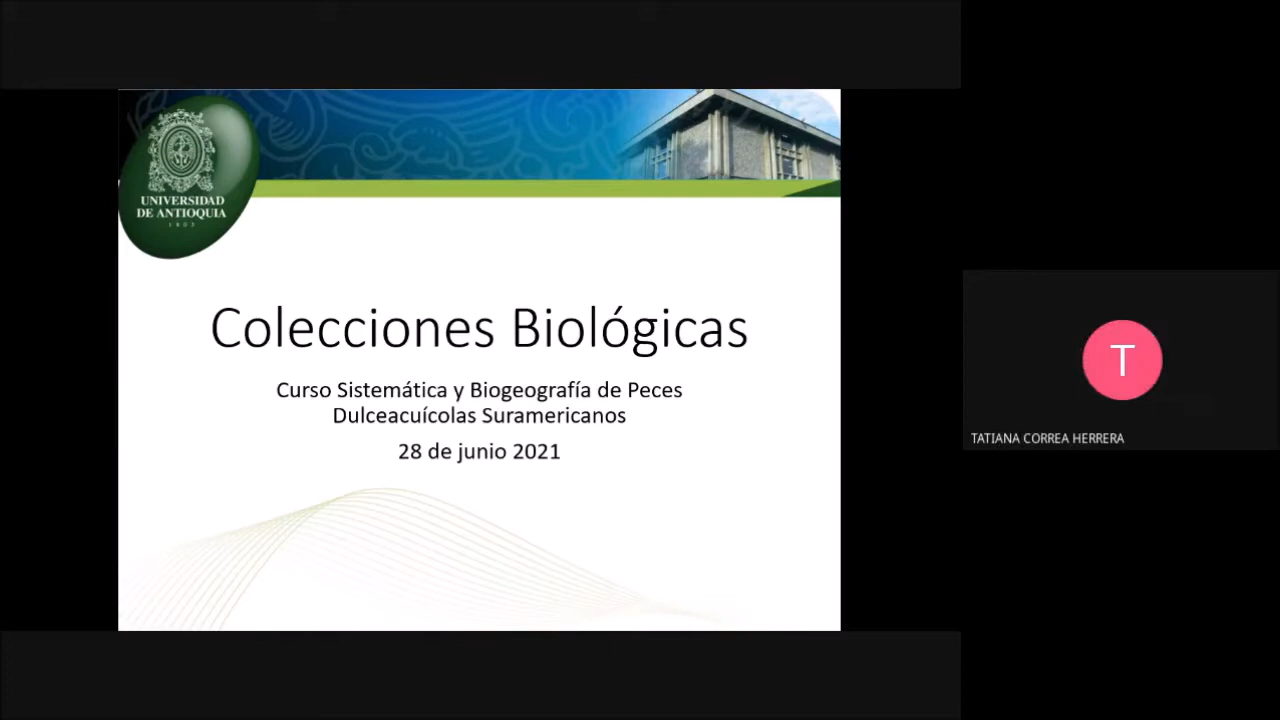 UNIVERSIDAD
DE ANTIOQUIA
1803
Colecciones Biológicas
Curso Sistemática y Biogeografía de Peces
Dulceacuícolas Suramericanos
28 de junio 2021
T
TATIANA CORREA HERRERA